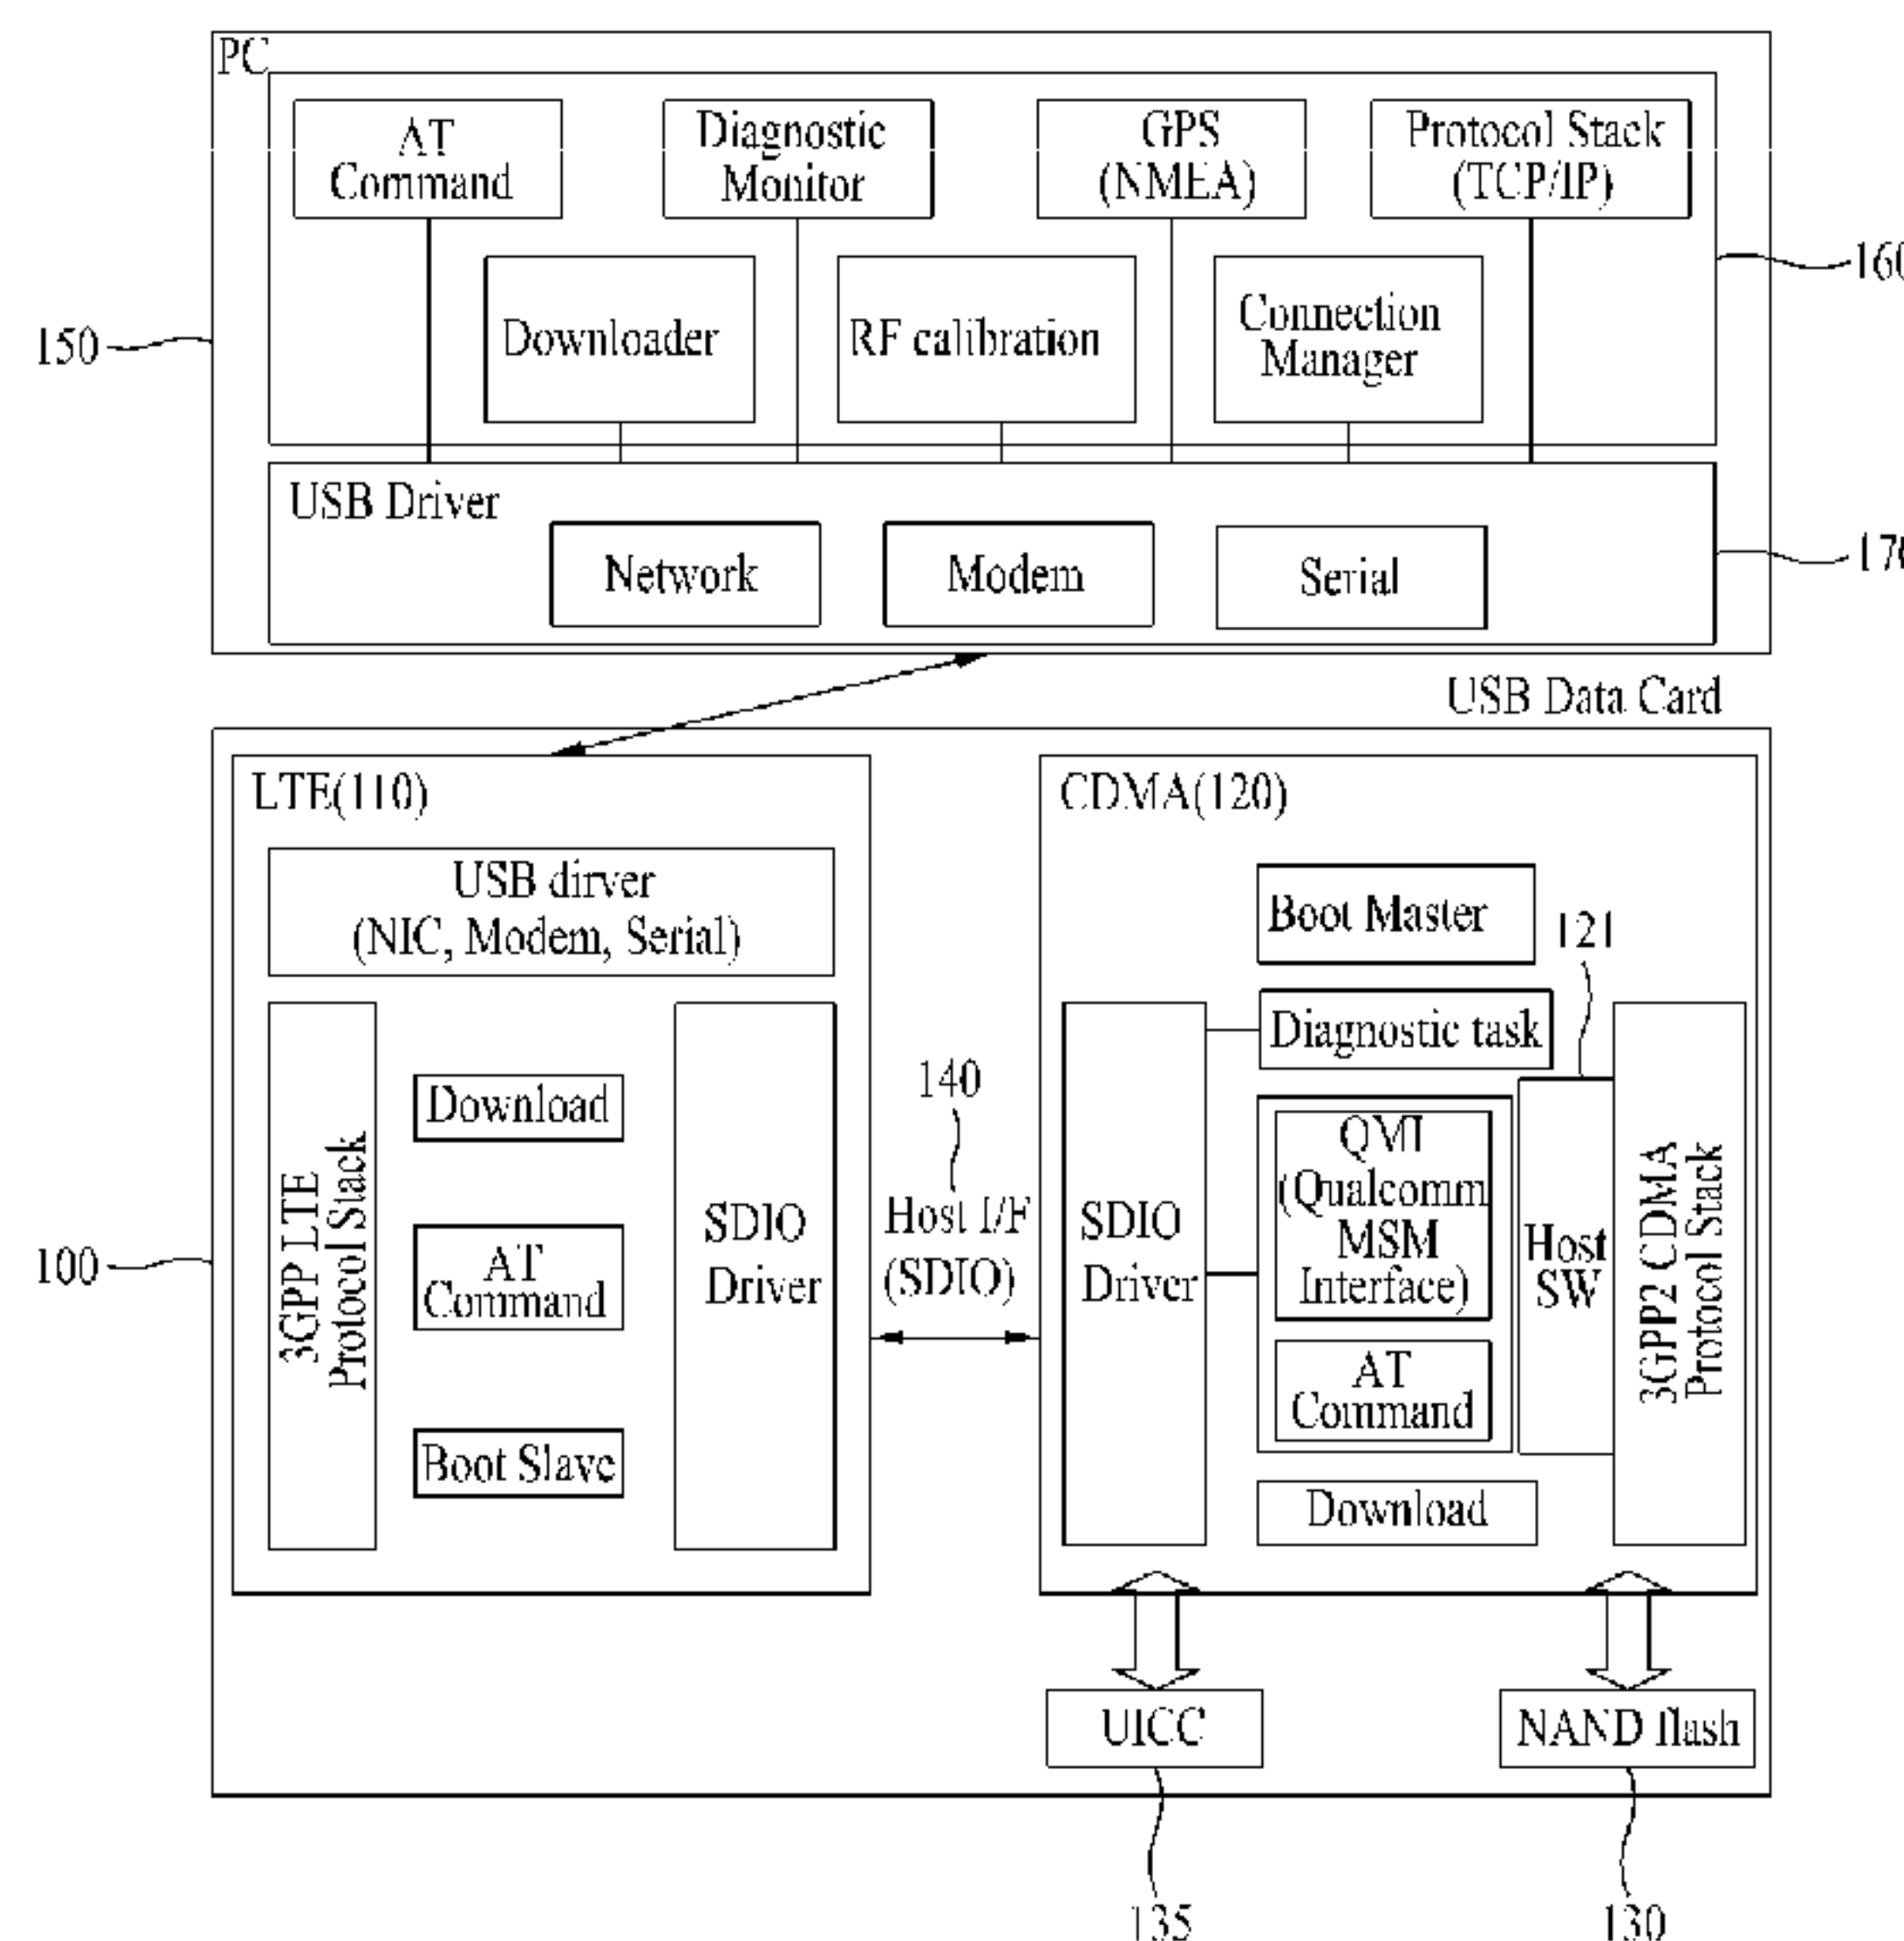 PC
AT
Command
Diagnostic
Monitor
GPS
(NMEA)
Protocol Stack
(TCP/IP)
160
150
Downloader
RF calibration
Connection
Manager
USB Driver
170
Network
Modem
Serial
USB Data Card
LTE(110)
CDMA(120)
USB dirver
(NIC, Modem, Serial)
Boot Master
121
Diagnostic task
3GPP LTE
Protocol Stack
Download
AT
Command
Boot Slave
SDIO
Driver
100
140
Host I/F
(SDIO)
SDIO
Driver
QMI
(Qualcomm
MSM
Interface)
AT
Command
Host
SW
3GPP2 CDMA
Protocol Stack
Download
UICC
NAND flash
135
130